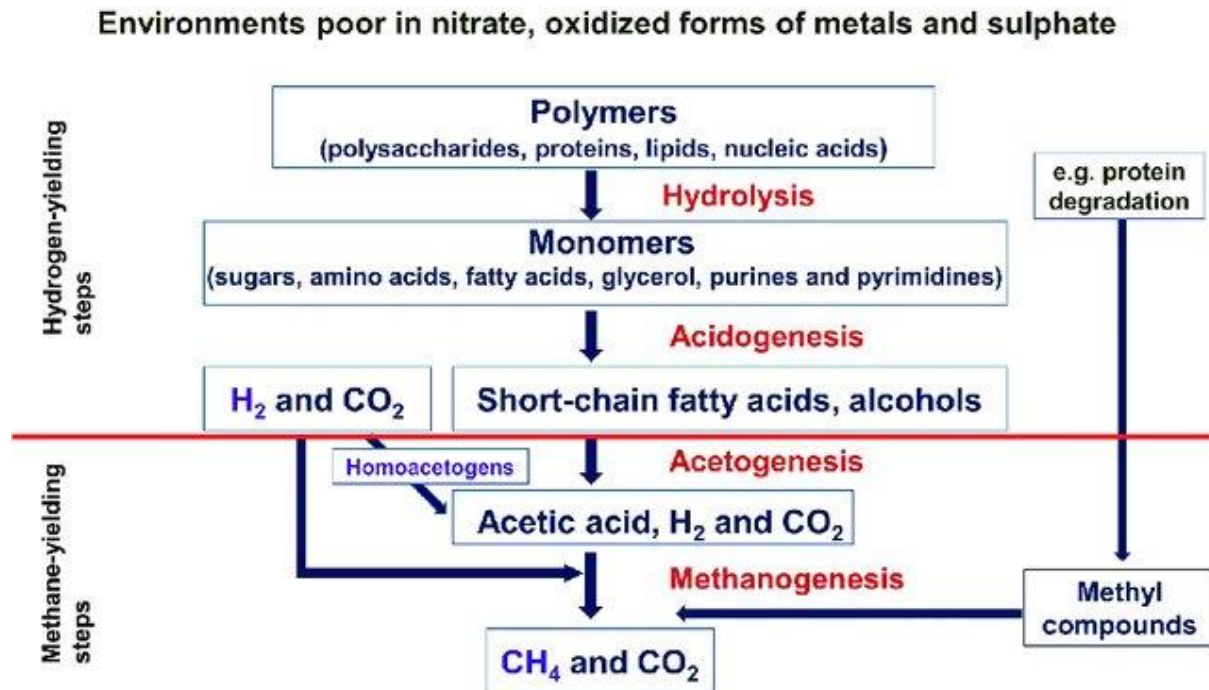 Environments poor in nitrate, oxidized forms of metals and sulphate
Hydrogen-yielding
steps
Polymers
(polysaccharides, proteins, lipids, nucleic acids)
e.g. protein
degradation
Hydrolysis
Monomers
(sugars, amino acids, fatty acids, glycerol, purines and pyrimidines)
Acidogenesis
H₂ and CO₂
Short-chain fatty acids, alcohols
Methane-yielding
steps
Homoacetogens
Acetogenesis
Acetic acid, H₂ and CO₂
Methanogenesis
Methyl
compounds
CH₄ and CO₂